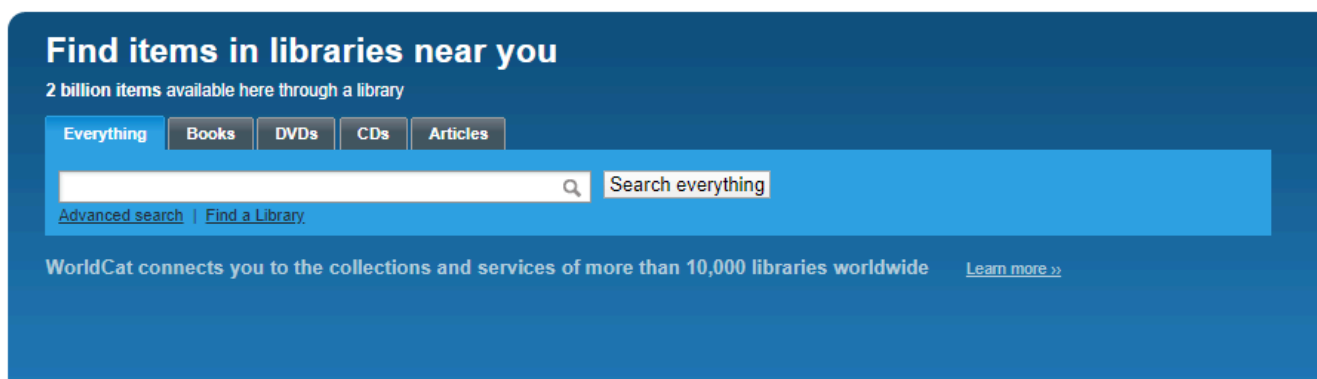 Find items in libraries near you
2 billion items available here through a library
Everything Books DVDs CDs Articles
Search everything
Advanced search | Find a Library
WorldCat connects you to the collections and services of more than 10,000 libraries worldwide Learn more »